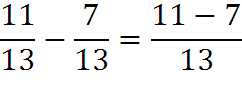 11/13 − 7/13 = (11 − 7)/13